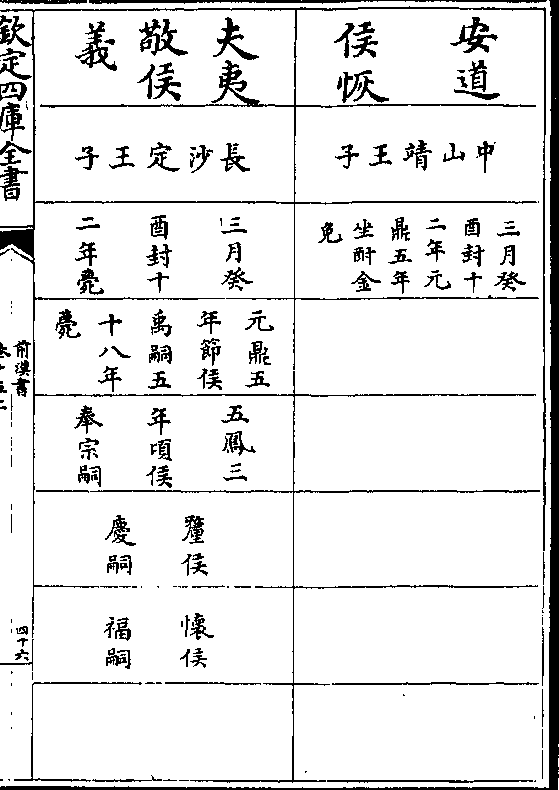 安道
侯恢
中山靖王子
三月癸
酉封十
二年元
鼎五年
坐酎金
免
夫夷
敬侯
義
長沙定王子
三月癸
酉封十
二年薨
元鼎五
年節侯
禹嗣五
十八年
薨
五鳳三
年頃侯
奉宗嗣
釐侯
慶嗣
懷侯
福嗣
欽定四庫全書
前漢書
四十六